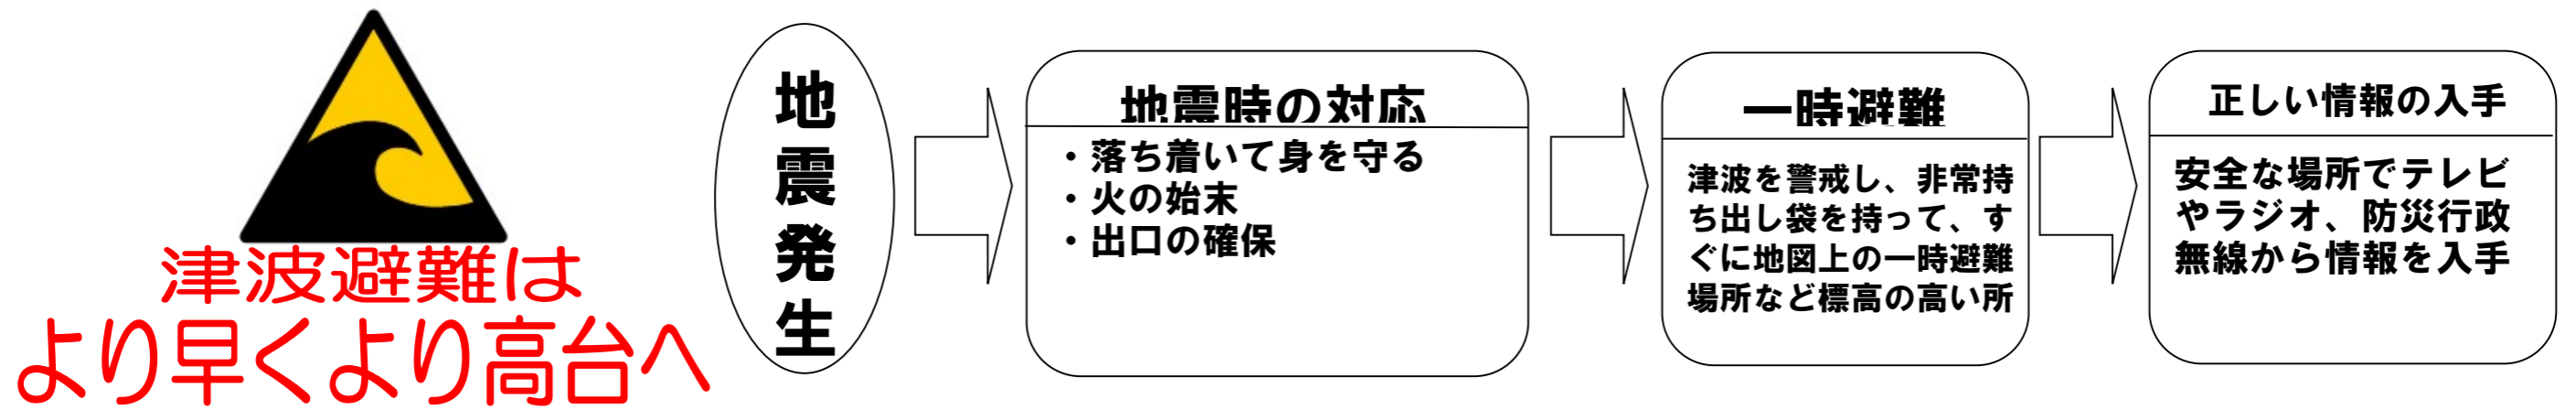 津波避難は
より早くより高台へ
地震発生
地震時の対応
・落ち着いて身を守る
・火の始末
・出口の確保
一時避難
津波を警戒し、非常持
ち出し袋を持って、す
ぐに地図上の一時避難
場所など標高の高い所
正しい情報の入手
安全な場所でテレビ
やラジオ、防災行政
無線から情報を入手